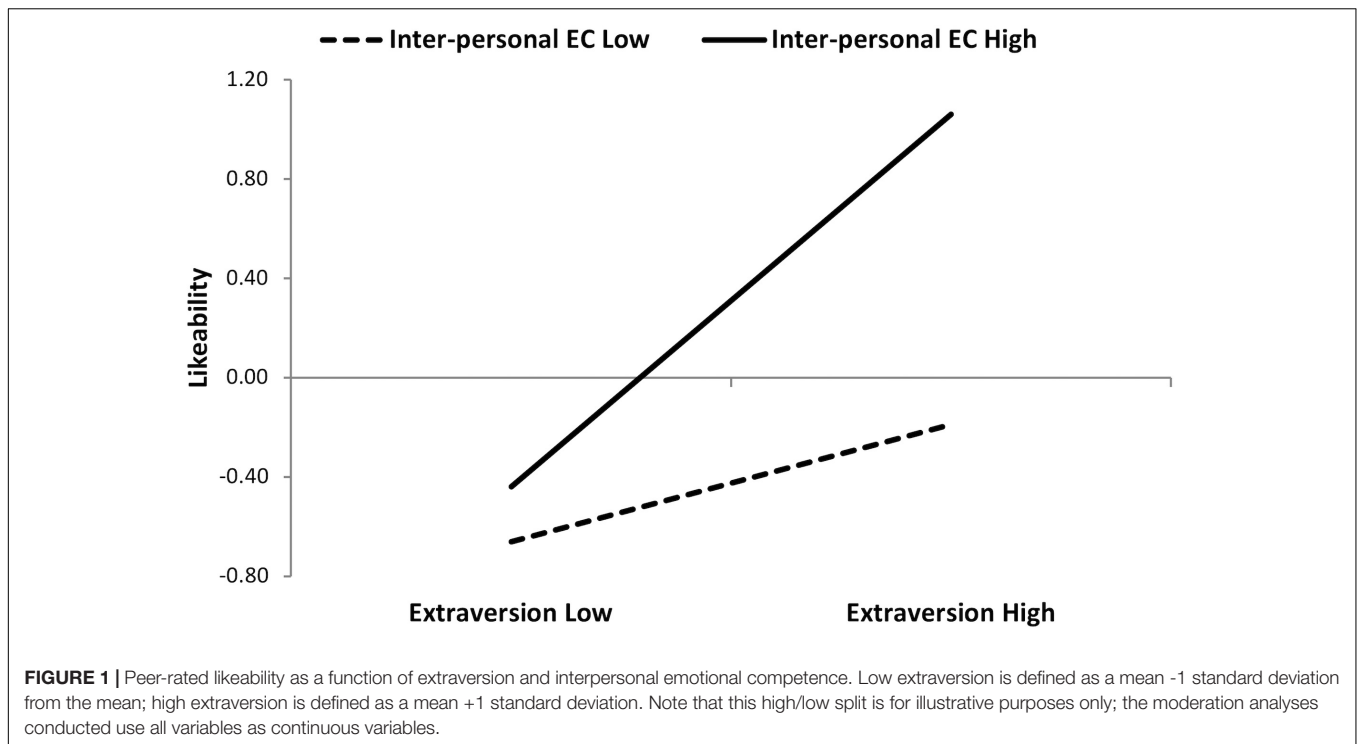 Inter-personal EC Low Inter-personal EC High
1.20
0.80
0.40
0.00
-0.40
-0.80
Likeability
Extraversion Low Extraversion High
FIGURE 1 | Peer-rated likeability as a function of extraversion and interpersonal emotional competence. Low extraversion is defined as a mean -1 standard deviation
from the mean; high extraversion is defined as a mean +1 standard deviation. Note that this high/low split is for illustrative purposes only; the moderation analyses
conducted use all variables as continuous variables.